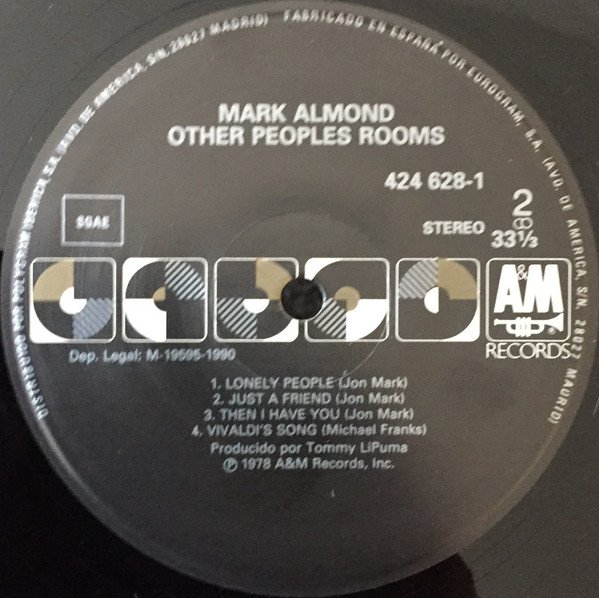 DISTRIBUIDO POR POLYGRAM IBERICA, S.A. (AVD. DE AMERICA, S/N. 28027 MADRID) FABRICADO EN ESPAÑA POR EUROGRAM, S.A. (AVD. DE AMERICA, S/N. 28027 MADRID)
MARK ALMOND
OTHER PEOPLES ROOMS
424 628-1
SGAE
STEREO
2
33⅓
A&M
RECORDS
Dep. Legal: M-19595-1990
1. LONELY PEOPLE (Jon Mark)
2. JUST A FRIEND (Jon Mark)
3. THEN I HAVE YOU (Jon Mark)
4. VIVALDI'S SONG (Michael Franks)
Producido por Tommy LiPuma
℗ 1978 A&M Records, Inc.